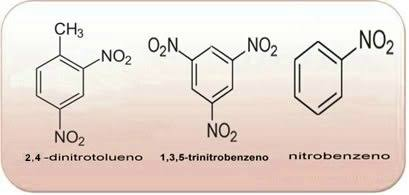 CH₃
NO₂
NO₂
2,4 -dinitrotolueno
O₂N
NO₂
NO₂
1,3,5-trinitrobenzeno
NO₂
nitrobenzeno